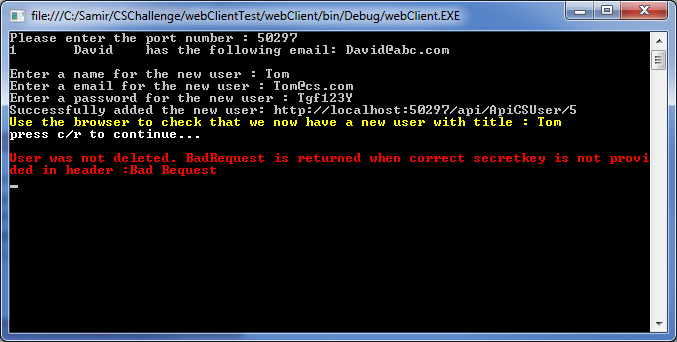 file:///C:/Samir/CSChallenge/webClientTest/webClient/bin/Debug/webClient.EXE
Please enter the port number : 50297
1       David    has the following email: David@abc.com
Enter a name for the new user : Tom
Enter a email for the new user : Tom@cs.com
Enter a password for the new user : Tgf123Y
Successfully added the new user: http://localhost:50297/api/ApiCSUser/5
Use the browser to check that we now have a new user with title : Tom
press c/r to continue...
User was not deleted. BadRequest is returned when correct secretkey is not provi
ded in header :Bad Request